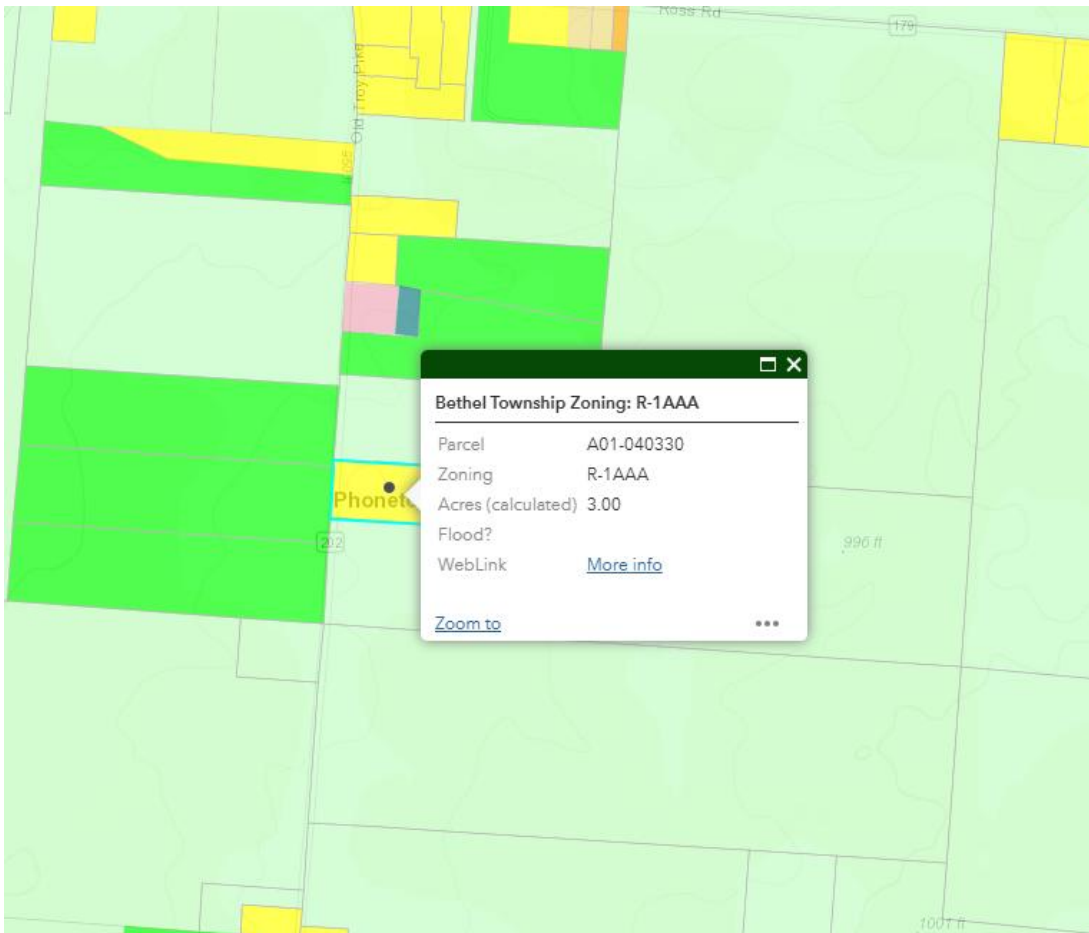 Ross Rd
179
Old Troy Pike
Bethel Township Zoning: R-1AAA
Parcel A01-040330
Zoning R-1AAA
Acres (calculated) 3.00
Flood?
WebLink More info
Zoom to
202
996 ft
1001 ft